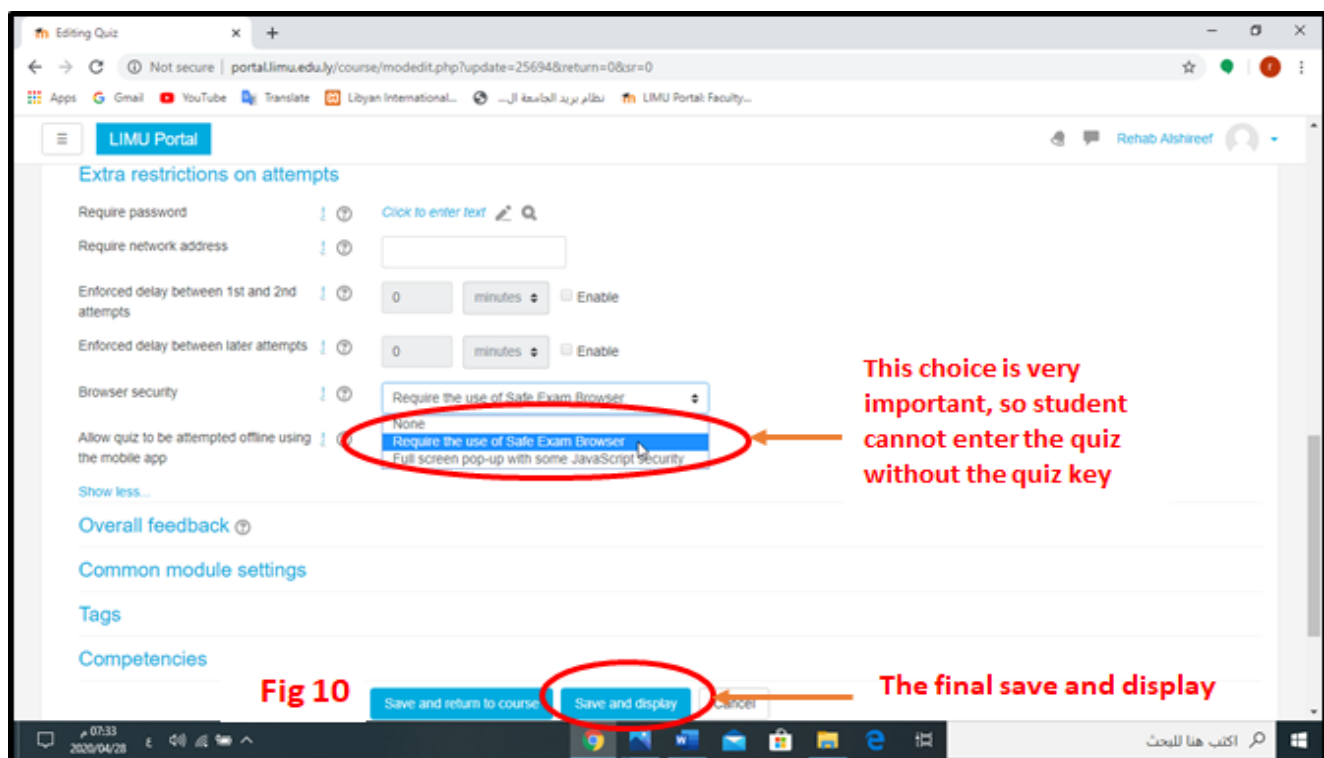 Editing Quiz
Not secure | portal.limu.edu.ly/course/modedit.php?update=25694&return=0&sr=0
Apps Gmail YouTube Translate Libyan International... نظام بريد الجامعة ال... LIMU Portal: Faculty...
LIMU Portal
Rehab Alshireef
Extra restrictions on attempts
Require password
Click to enter text
Require network address
Enforced delay between 1st and 2nd
attempts
0 minutes Enable
Enforced delay between later attempts
0 minutes Enable
Browser security
Require the use of Safe Exam Browser
None
Require the use of Safe Exam Browser
Full screen pop-up with some JavaScript security
Allow quiz to be attempted offline using
the mobile app
This choice is very
important, so student
cannot enter the quiz
without the quiz key
Show less...
Overall feedback
Common module settings
Tags
Competencies
Fig 10
Save and return to course
Save and display
Cancel
The final save and display
07:33 م
2020/04/28
ع
اكتب هنا للبحث